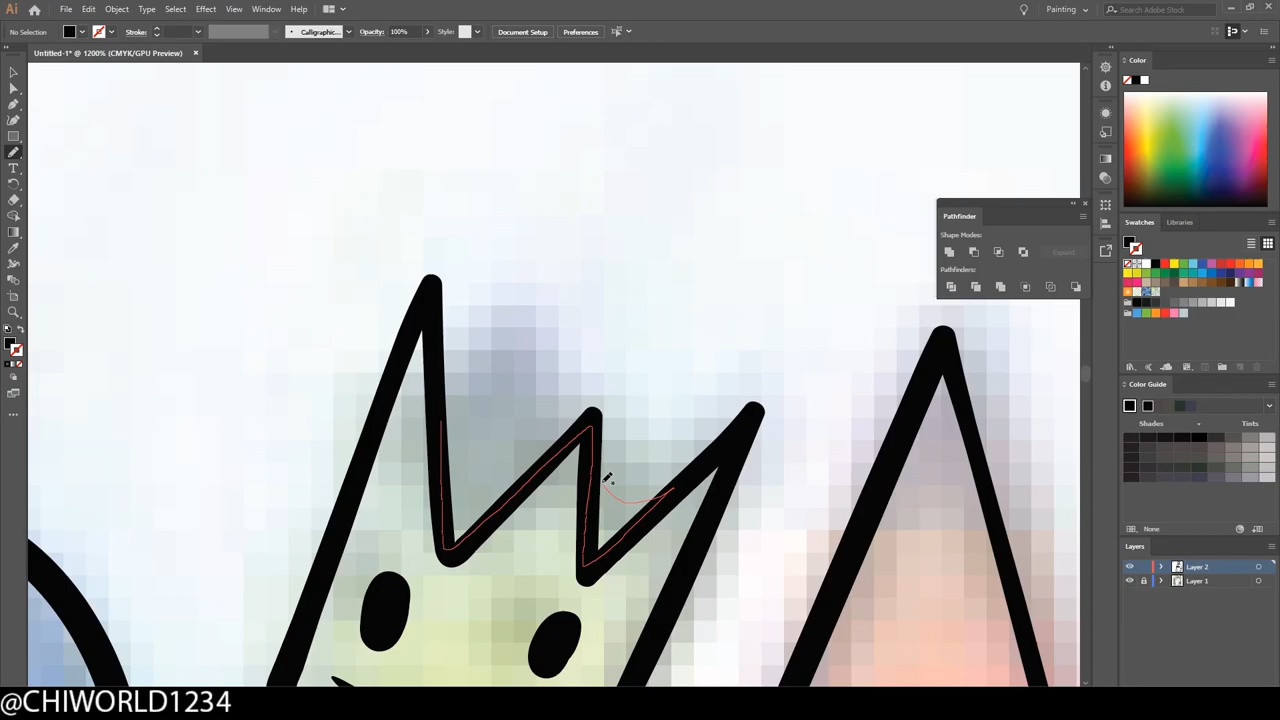 Ai File Edit Object Type Select Effect View Window Help Painting Search Adobe Stock
No Selection Stroke: Calligraphic... Opacity: 100% Style: Document Setup Preferences
Untitled-1* @ 1200% (CMYK/GPU Preview)
Color
Pathfinder
Shape Modes:
Expand
Pathfinders:
Swatches Libraries
Color Guide
Shades Tints
None
Layers
Layer 2
Layer 1
@CHIWORLD1234